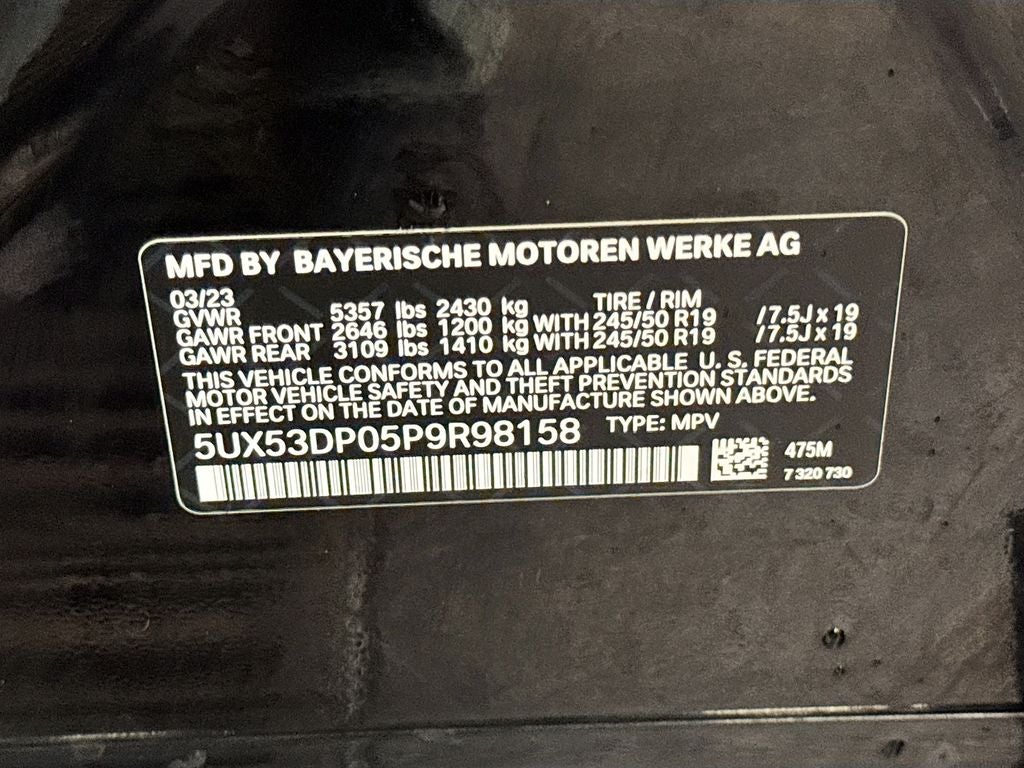 MFD BY BAYERISCHE MOTOREN WERKE AG
03/23 TIRE / RIM
GVWR 5357 lbs 2430 kg
GAWR FRONT 2646 lbs 1200 kg WITH 245/50 R19 /7.5J x 19
GAWR REAR 3109 lbs 1410 kg WITH 245/50 R19 /7.5J x 19
THIS VEHICLE CONFORMS TO ALL APPLICABLE U. S. FEDERAL
MOTOR VEHICLE SAFETY AND THEFT PREVENTION STANDARDS
IN EFFECT ON THE DATE OF MANUFACTURE SHOWN ABOVE.
5UX53DP05P9R98158 TYPE: MPV
475M
7 320 730